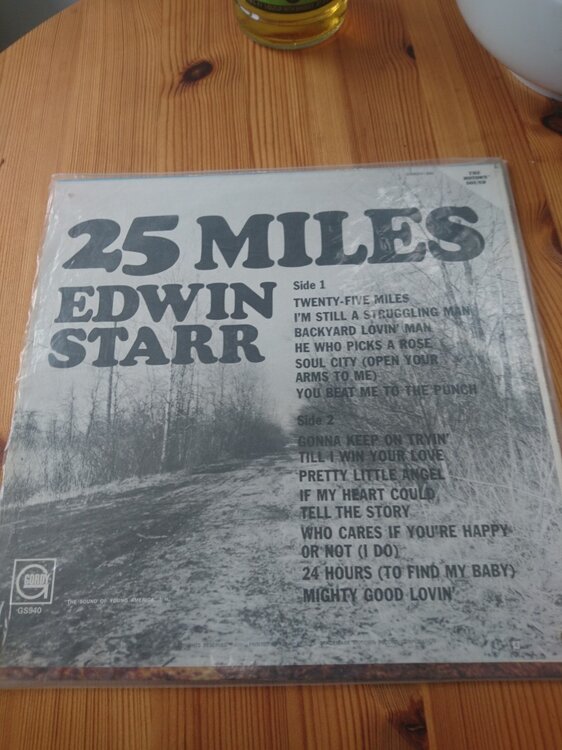 THE
MOTOWN
SOUND
25 MILES
EDWIN
STARR
Side 1
TWENTY-FIVE MILES
I'M STILL A STRUGGLING MAN
BACKYARD LOVIN' MAN
HE WHO PICKS A ROSE
SOUL CITY (OPEN YOUR
ARMS TO ME)
YOU BEAT ME TO THE PUNCH
Side 2
GONNA KEEP ON TRYIN'
TILL I WIN YOUR LOVE
PRETTY LITTLE ANGEL
IF MY HEART COULD
TELL THE STORY
WHO CARES IF YOU'RE HAPPY
OR NOT (I DO)
24 HOURS (TO FIND MY BABY)
MIGHTY GOOD LOVIN'
GORDY
GS940
THE SOUND OF YOUNG AMERICA